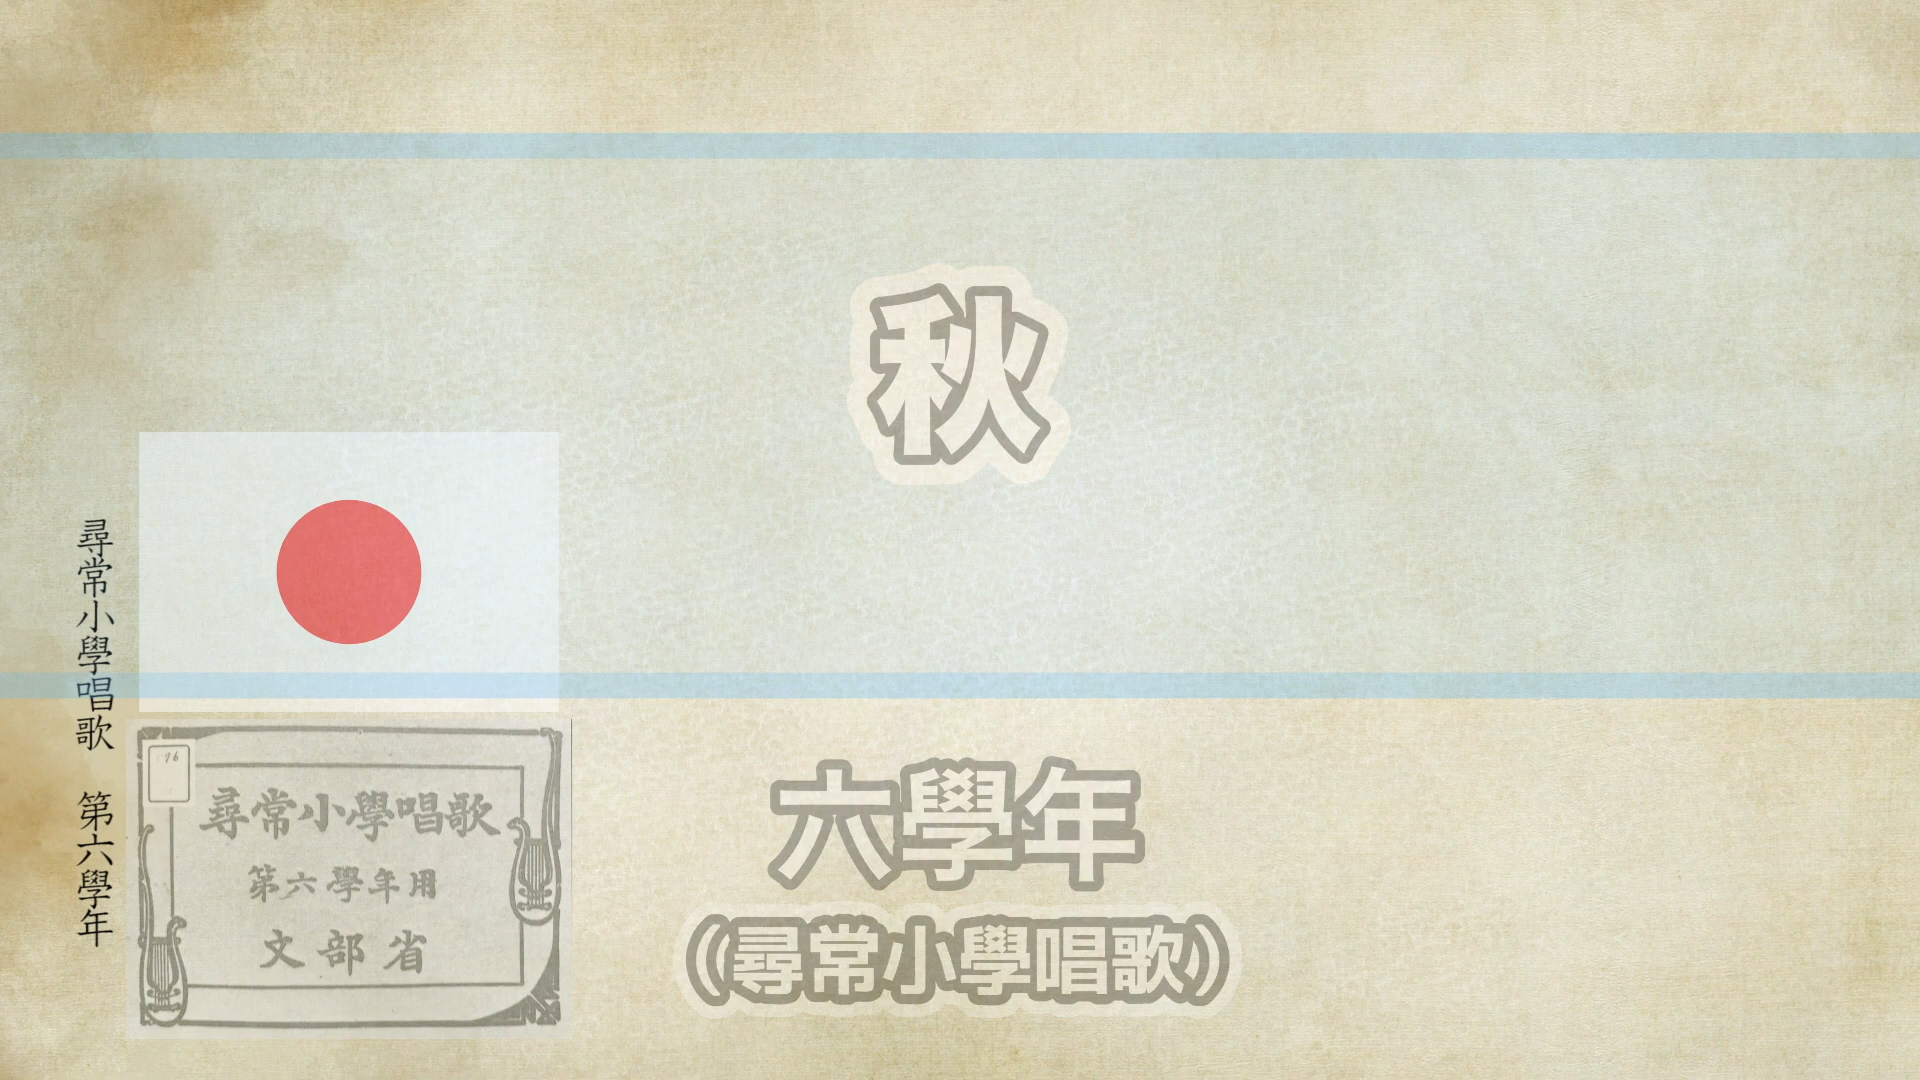 秋
尋常小學唱歌 第六學年
96
尋常小學唱歌
第六學年用
文部省
六學年
（尋常小學唱歌）